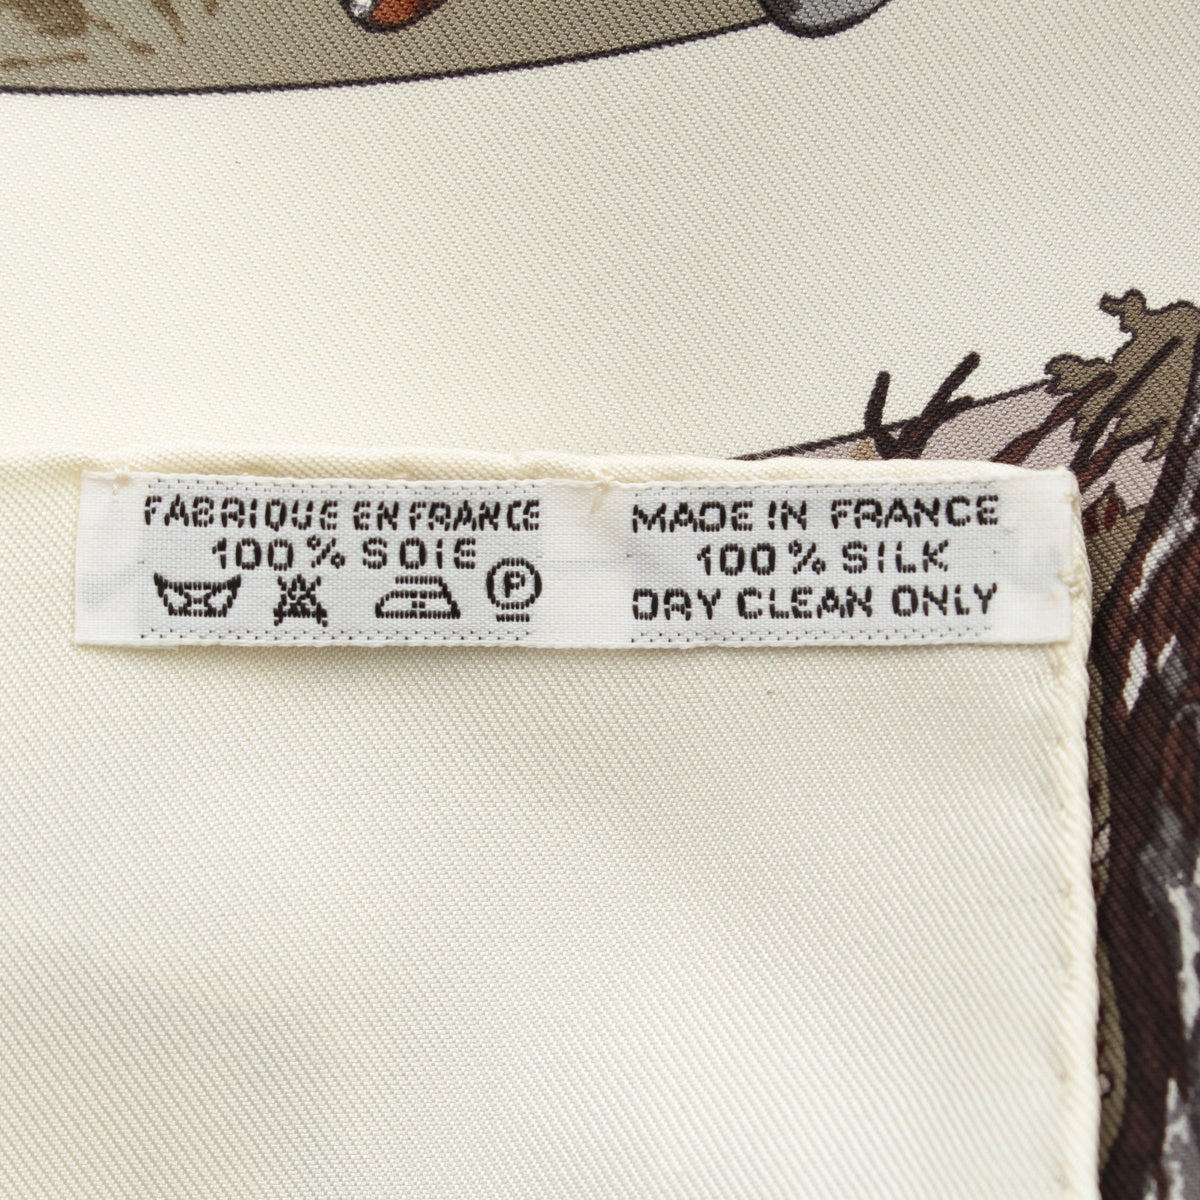 FABRIQUE EN FRANCE
100 % SOIE
P
MADE IN FRANCE
100 % SILK
DRY CLEAN ONLY